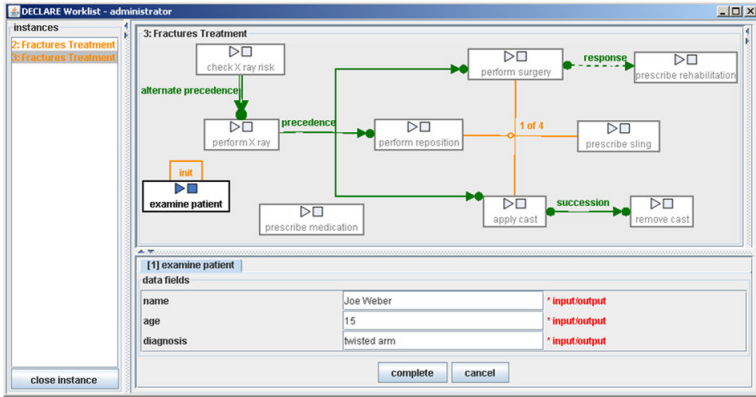 DECLARE Worklist - administrator
instances
2: Fractures Treatment
3: Fractures Treatment
close instance
3: Fractures Treatment
check X ray risk
perform surgery
response
prescribe rehabilitation
alternate precedence
perform X ray
precedence
perform reposition
1 of 4
prescribe sling
init
examine patient
prescribe medication
apply cast
succession
remove cast
[1] examine patient
data fields
name Joe Weber * input/output
age 15 * input/output
diagnosis twisted arm * input/output
complete cancel